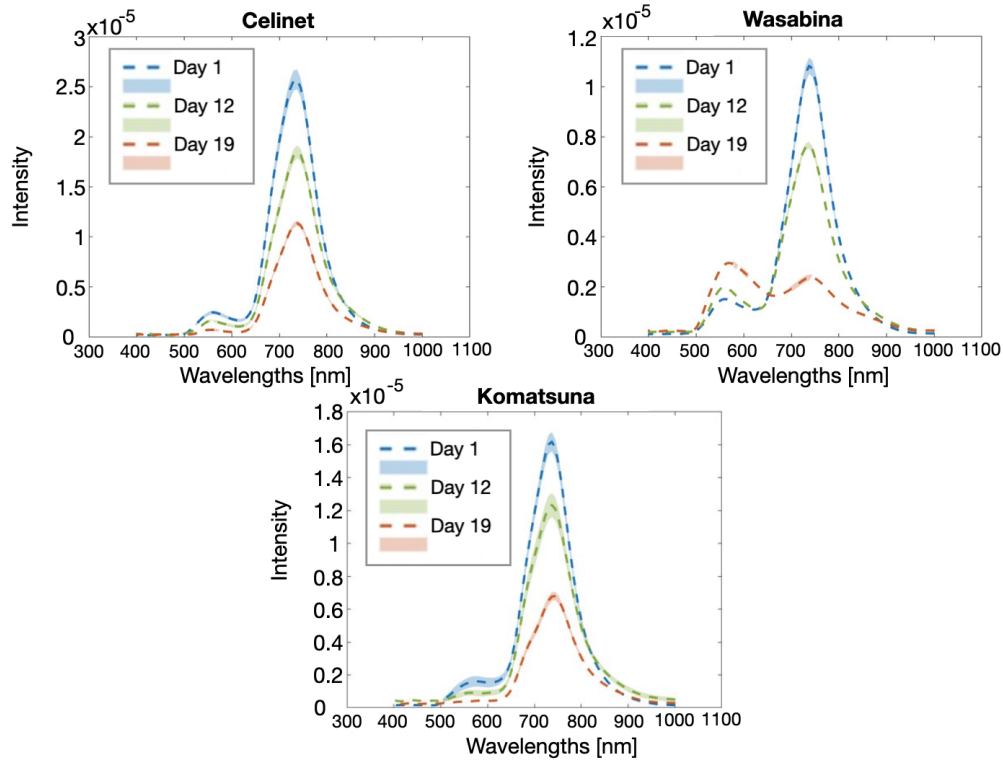 Celinet
x10-5
3
2.5
2
1.5
1
0.5
0
300 400 500 600 700 800 900 1000 1100
Intensity
Wavelengths [nm]
Day 1
Day 12
Day 19
Wasabina
x10-5
1.2
1
0.8
0.6
0.4
0.2
0
300 400 500 600 700 800 900 1000 1100
Intensity
Wavelengths [nm]
Day 1
Day 12
Day 19
Komatsuna
x10-5
1.8
1.6
1.4
1.2
1
0.8
0.6
0.4
0.2
0
300 400 500 600 700 800 900 1000 1100
Intensity
Wavelengths [nm]
Day 1
Day 12
Day 19